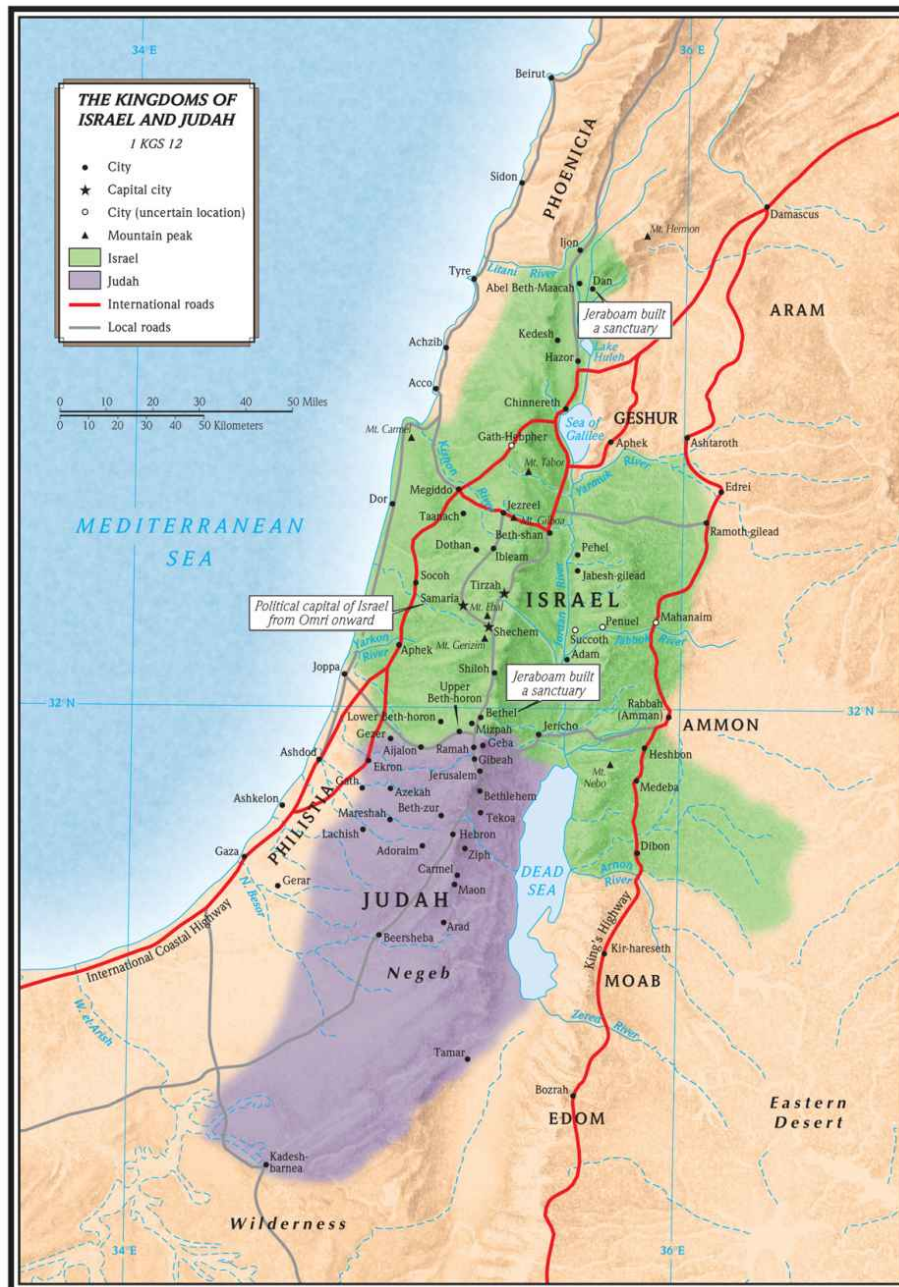 34 E
36 E
Beirut
THE KINGDOMS OF
ISRAEL AND JUDAH
1 KGS 12
City
Capital city
City (uncertain location)
Mountain peak
Israel
Judah
International roads
Local roads
0 10 20 30 40 50 Miles
0 10 20 30 40 50 Kilometers
PHOENICIA
Sidon
Damascus
Mt. Hermon
Ijon
Tyre
Litani River
Abel Beth-Maacah
Dan
Jeraboam built
a sanctuary
ARAM
Kedesh
Achzib
Lake
Huleh
Hazor
Acco
Chinnereth
GESHUR
Sea of
Galilee
Mt. Carmel
Kishon
River
Gath-Hepher
Aphek
Ashtaroth
Mt. Tabor
Yarmuk River
Megiddo
Edrei
Dor
Jezreel
Taanach
Mt. Gilboa
Ramoth-gilead
MEDITERRANEAN
SEA
Beth-shan
Dothan
Ibleam
Pehel
Jabesh-gilead
Socoh
Tirzah
ISRAEL
Jordan River
Samaria
Mt. Ebal
Political capital of Israel
from Omri onward
Shechem
Penuel
Mahanaim
Succoth
Jabbok River
Yarkon
River
Aphek
Mt. Gerizim
Adam
Joppa
Shiloh
Jeraboam built
a sanctuary
Upper
Beth-horon
32 N
Lower Beth-horon
Bethel
Rabbah
(Amman)
AMMON
32 N
Gezer
Mizpah
Jericho
Aijalon
Ramah
Geba
Heshbon
Ashdod
Ekron
Gibeah
Jerusalem
Mt.
Nebo
Gath
Azekah
Bethlehem
Medeba
Ashkelon
PHILISTIA
Mareshah
Beth-zur
Tekoa
Lachish
Hebron
Gaza
Adoraim
Ziph
Dibon
Carmel
DEAD
SEA
Arnon
River
Gerar
Maon
N. Besor
JUDAH
Arad
Beersheba
King's Highway
International Coastal Highway
Kir-hareseth
Negeb
MOAB
W. el-Arish
Zered River
Tamar
Bozrah
EDOM
Eastern
Desert
Kadesh-
barnea
Wilderness
34 E
36 E